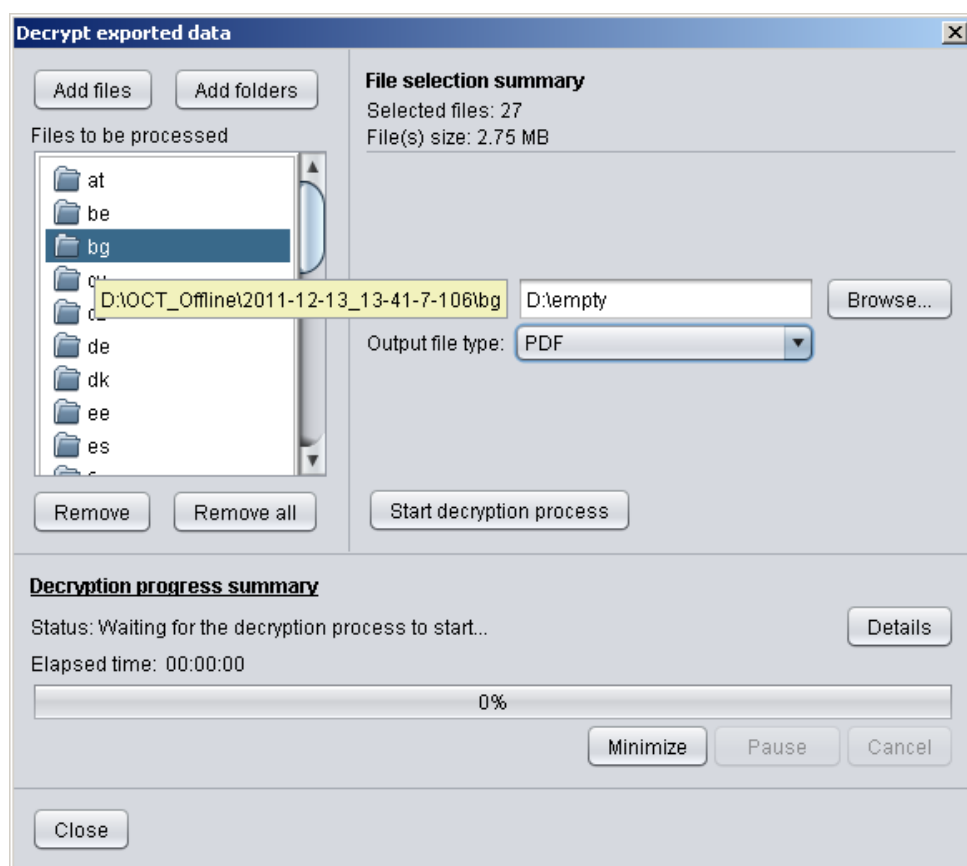 Decrypt exported data
Add files
Add folders
Files to be processed
at
be
bg
D:\OCT_Offline\2011-12-13_13-41-7-106\bg
de
dk
ee
es
Remove
Remove all
File selection summary
Selected files: 27
File(s) size: 2.75 MB
D:\empty
Browse...
Output file type:
PDF
Start decryption process
Decryption progress summary
Status: Waiting for the decryption process to start...
Details
Elapsed time: 00:00:00
0%
Minimize
Pause
Cancel
Close